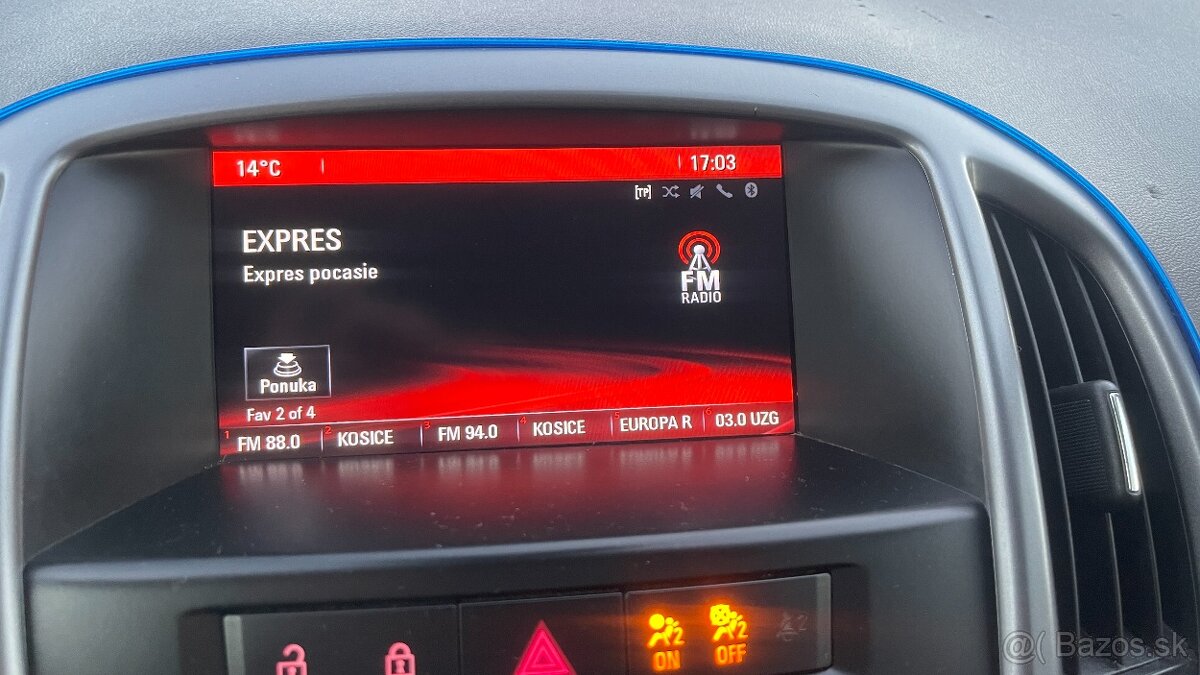 14°C 17:03
[TP]
EXPRES
Expres pocasie
FM
RADIO
Ponuka
Fav 2 of 4
1 FM 88.0 2 KOSICE 3 FM 94.0 4 KOSICE 5 EUROPA R 6 03.0 UZG
2 ON 2 OFF 2
@( Bazos.sk